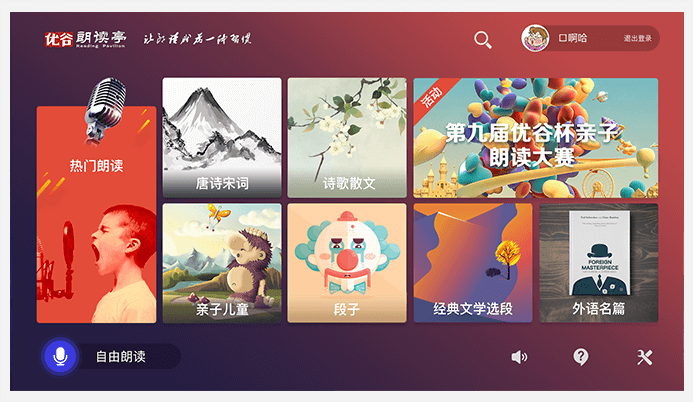 优谷 朗读亭
Reading Pavilion
让朗读成为一种习惯
口啊哈
退出登录
热门朗读
唐诗宋词
诗歌散文
活动
第九届优谷杯亲子
朗读大赛
亲子儿童
段子
经典文学选段
FOREIGN
MASTERPIECE
外语名篇
自由朗读